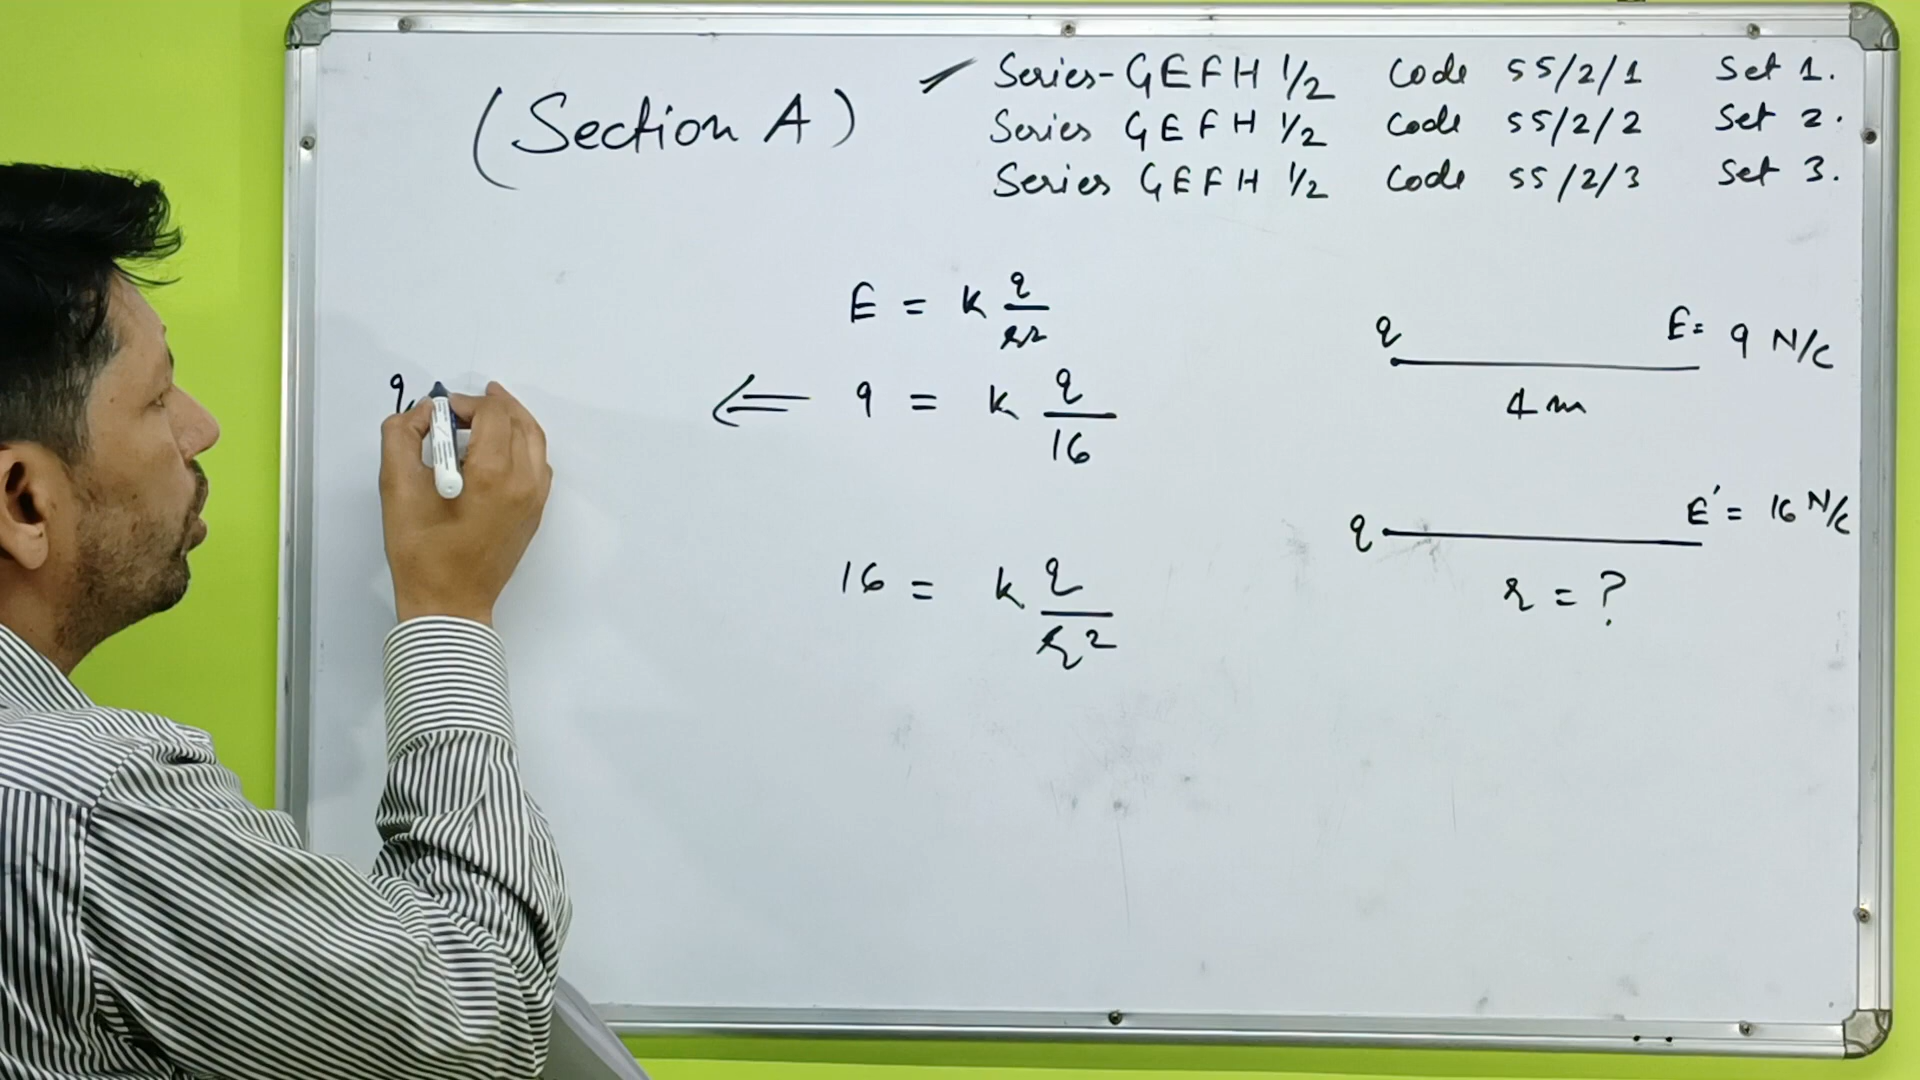 (Section A)
Series-GEFH 1/2 Code 55/2/1 Set 1.
Series GEFH 1/2 Code 55/2/2 Set 2.
Series GEFH 1/2 Code 55/2/3 Set 3.
E = k q/r2
q
⇐ 9 = k q/16
16 = k q/r2
q E= 9 N/C
4 m
q E' = 16 N/C
r = ?